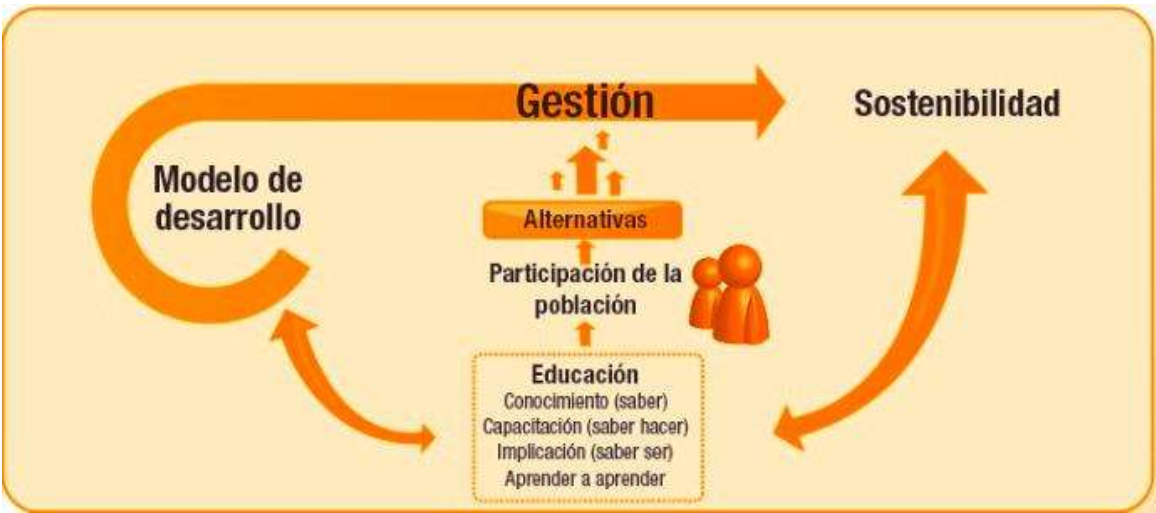 Gestión
Sostenibilidad
Modelo de
desarrollo
Alternativas
Participación de la
población
Educación
Conocimiento (saber)
Capacitación (saber hacer)
Implicación (saber ser)
Aprender a aprender